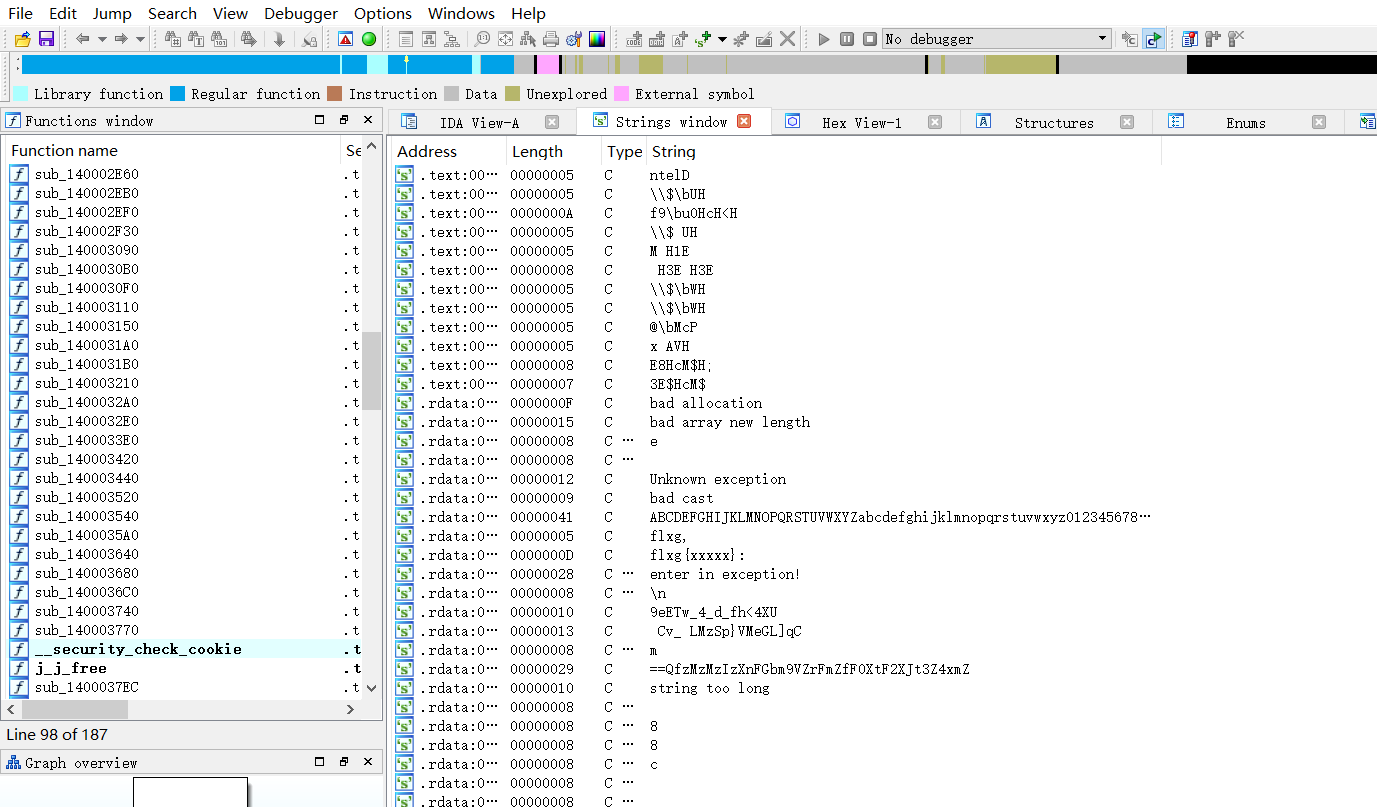 File Edit Jump Search View Debugger Options Windows Help
No debugger
Library function Regular function Instruction Data Unexplored External symbol
Functions window
IDA View-A Strings window Hex View-1 Structures Enums
Function name Se
sub_140002E60 .t
sub_140002EB0 .t
sub_140002EF0 .t
sub_140002F30 .t
sub_140003090 .t
sub_1400030B0 .t
sub_1400030F0 .t
sub_140003110 .t
sub_140003150 .t
sub_1400031A0 .t
sub_1400031B0 .t
sub_140003210 .t
sub_1400032A0 .t
sub_1400032E0 .t
sub_1400033E0 .t
sub_140003420 .t
sub_140003440 .t
sub_140003520 .t
sub_140003540 .t
sub_1400035A0 .t
sub_140003640 .t
sub_140003680 .t
sub_1400036C0 .t
sub_140003740 .t
sub_140003770 .t
__security_check_cookie .t
j_j_free .t
sub_1400037EC .t
Line 98 of 187
Graph overview
Address Length Type String
.text:00… 00000005 C ntelD
.text:00… 00000005 C \\$\bUH
.text:00… 0000000A C f9\bu0HcH<H
.text:00… 00000005 C \\$ UH
.text:00… 00000005 C M H1E
.text:00… 00000008 C H3E H3E
.text:00… 00000005 C \\$\bWH
.text:00… 00000005 C \\$\bWH
.text:00… 00000005 C @\bMcP
.text:00… 00000005 C x AVH
.text:00… 00000008 C E8HcM$H;
.text:00… 00000007 C 3E$HcM$
.rdata:0… 0000000F C bad allocation
.rdata:0… 00000015 C bad array new length
.rdata:0… 00000008 C … e
.rdata:0… 00000008 C …
.rdata:0… 00000012 C Unknown exception
.rdata:0… 00000009 C bad cast
.rdata:0… 00000041 C ABCDEFGHIJKLMNOPQRSTUVWXYZabcdefghijklmnopqrstuvwxyz012345678…
.rdata:0… 00000005 C flxg,
.rdata:0… 0000000D C flxg{xxxxx}:
.rdata:0… 00000028 C … enter in exception!
.rdata:0… 00000008 C … \n
.rdata:0… 00000010 C 9eETw_4_d_fh<4XU
.rdata:0… 00000013 C Cv_ LMzSp}VMeGL]qC
.rdata:0… 00000008 C … m
.rdata:0… 00000029 C ==QfzMzMzIzXnFGbm9VZrFmZfF0XtF2XJt3Z4xmZ
.rdata:0… 00000010 C string too long
.rdata:0… 00000008 C …
.rdata:0… 00000008 C … 8
.rdata:0… 00000008 C … 8
.rdata:0… 00000008 C … c
.rdata:0… 00000008 C …
.rdata:0… 00000008 C …